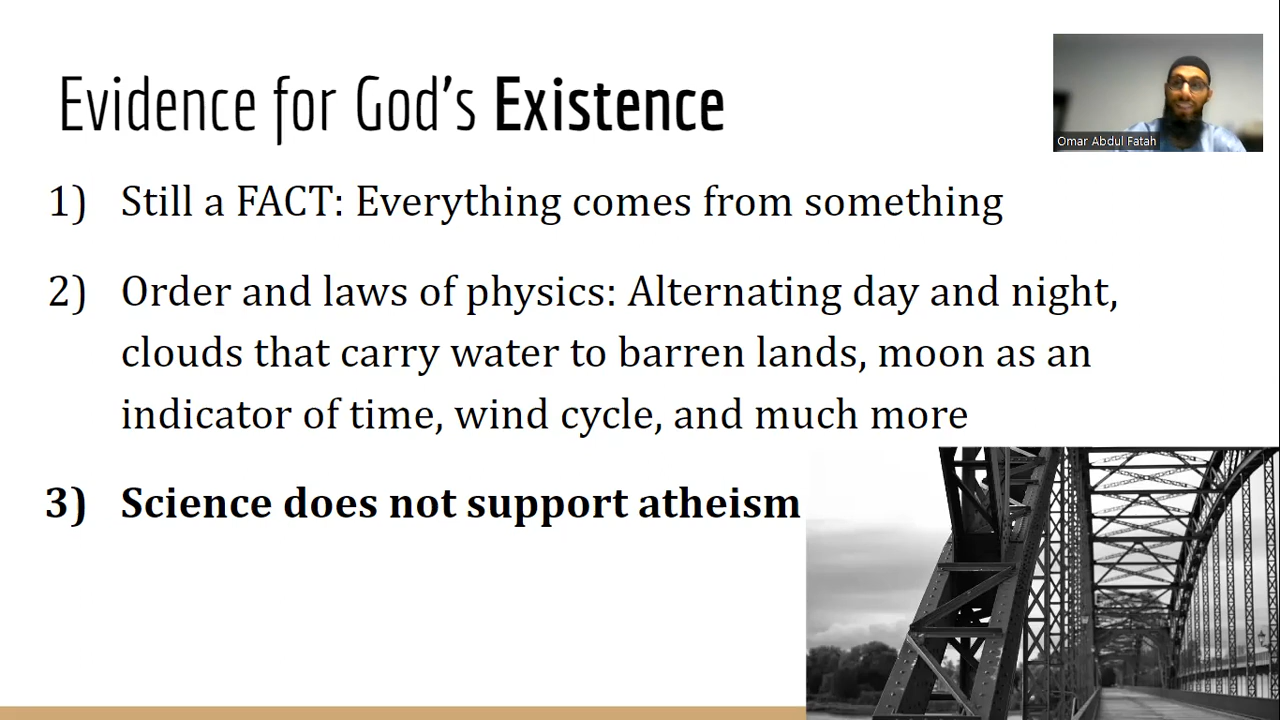 Evidence for God's Existence
Omar Abdul Fatah
1) Still a FACT: Everything comes from something
2) Order and laws of physics: Alternating day and night,
clouds that carry water to barren lands, moon as an
indicator of time, wind cycle, and much more
3) Science does not support atheism